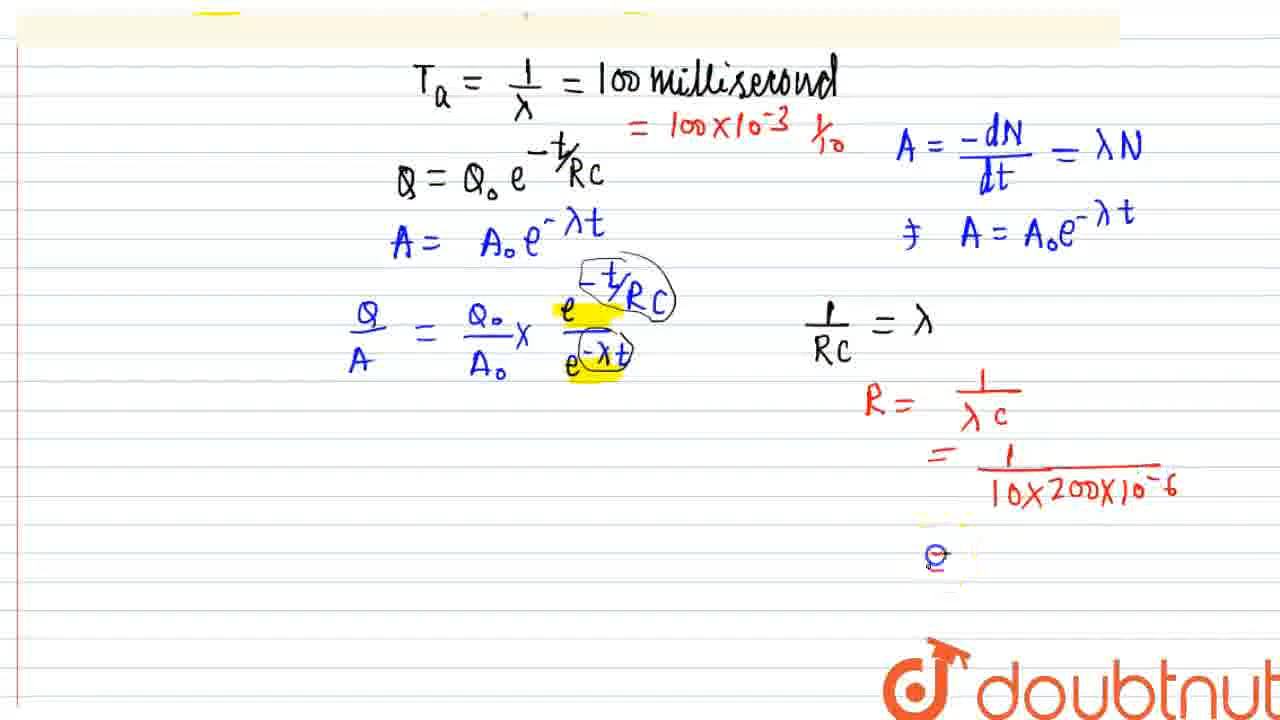 Ta = 1/λ = 100 millisecond
= 100×10-3 1/10
Q = Q₀ e^-t/RC
A = A₀ e^-λt
Q/A = Q₀/A₀ × e^-t/RC / e^-λt
A = -dN/dt = λN
A = A₀e^-λt
1/RC = λ
R = 1/λC
= 1/10×200×10^-6
=
doubtnut